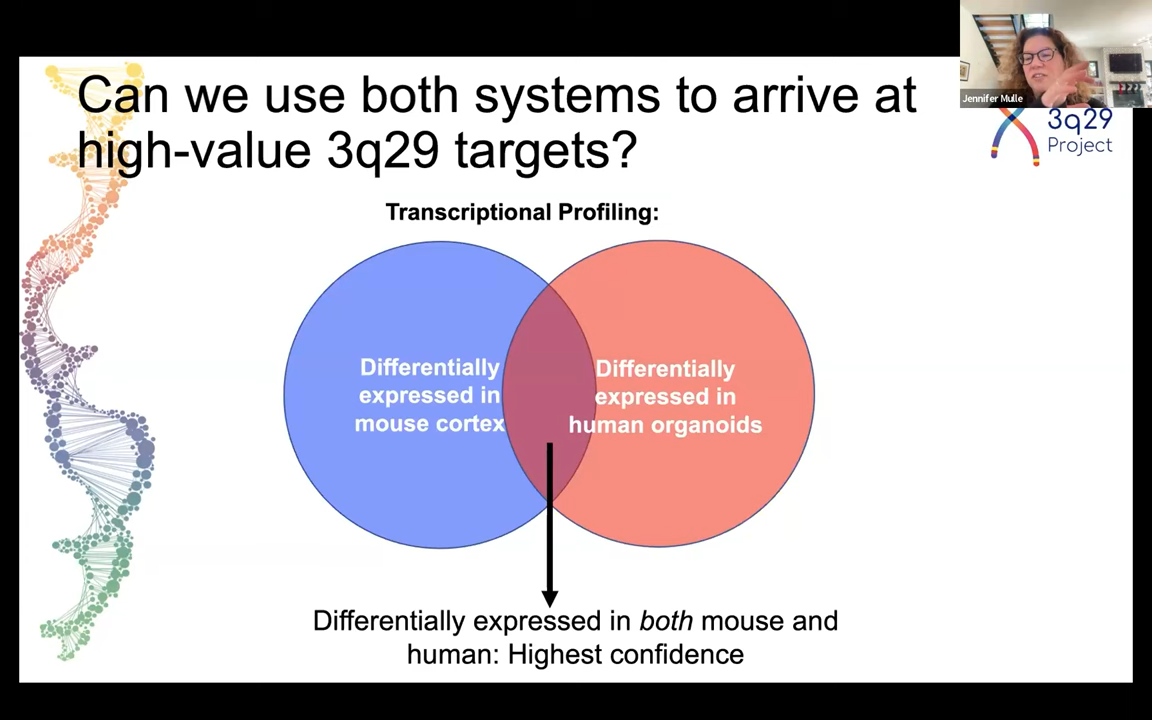 Can we use both systems to arrive at
high-value 3q29 targets?
Jennifer Mulle
3q29
Project
Transcriptional Profiling:
Differentially
expressed in
mouse cortex
Differentially
expressed in
human organoids
Differentially expressed in both mouse and
human: Highest confidence